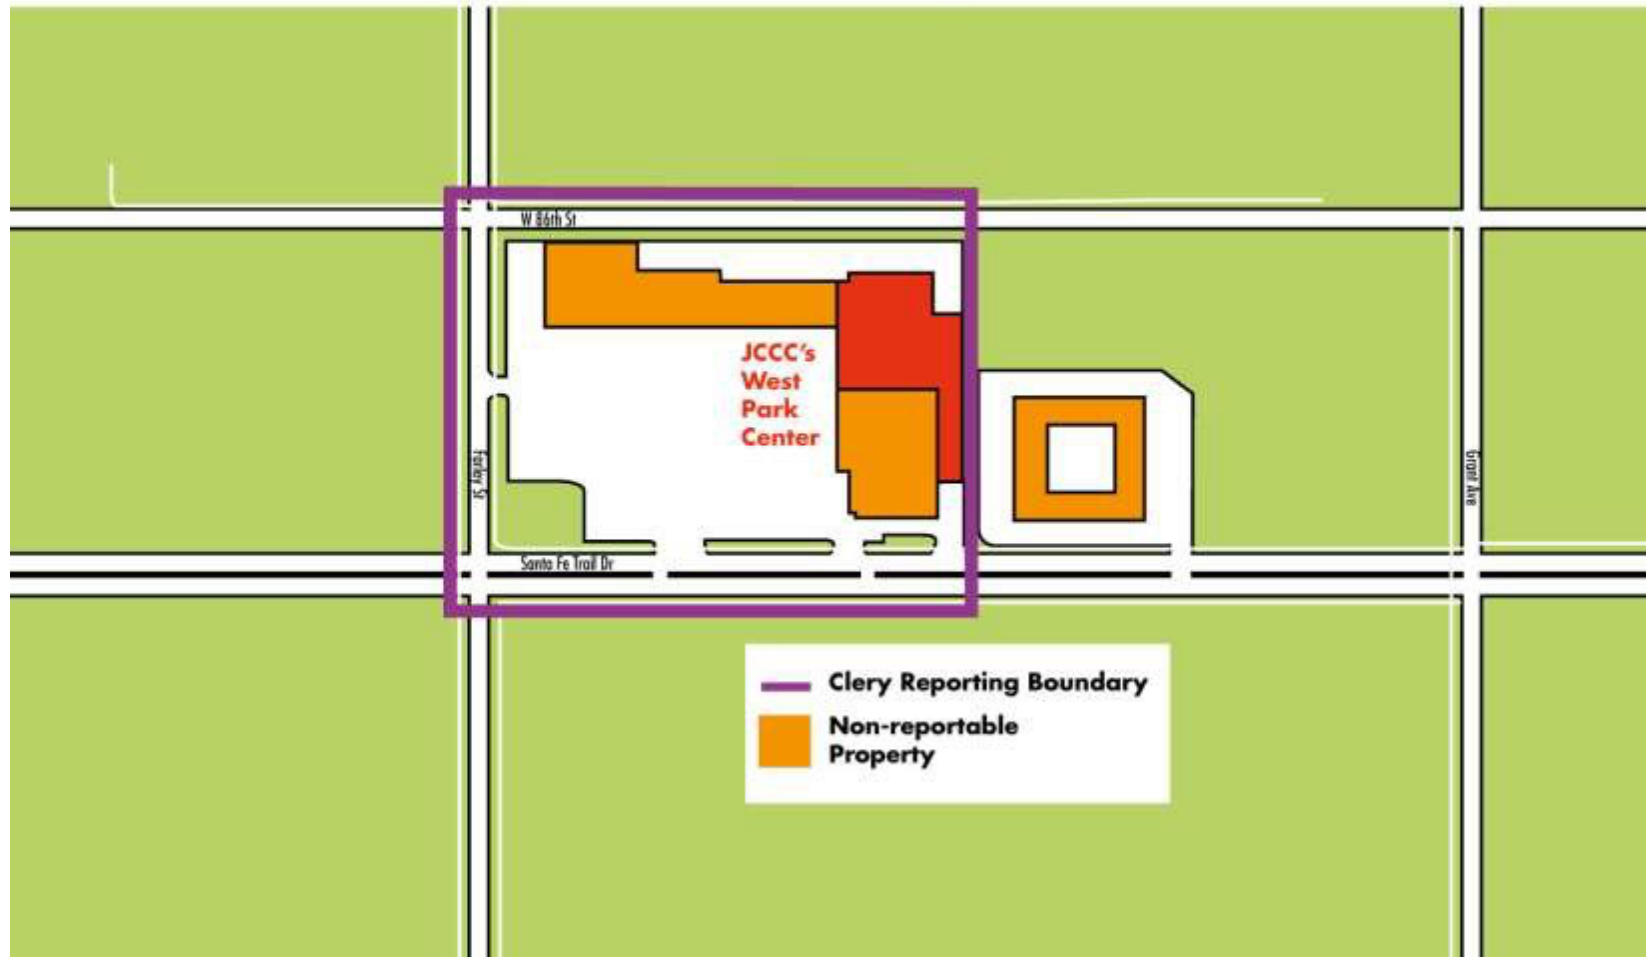 W 86th St
JCCC's
West
Park
Center
Farley St
Grant Ave
Santa Fe Trail Dr
Clery Reporting Boundary
Non-reportable
Property